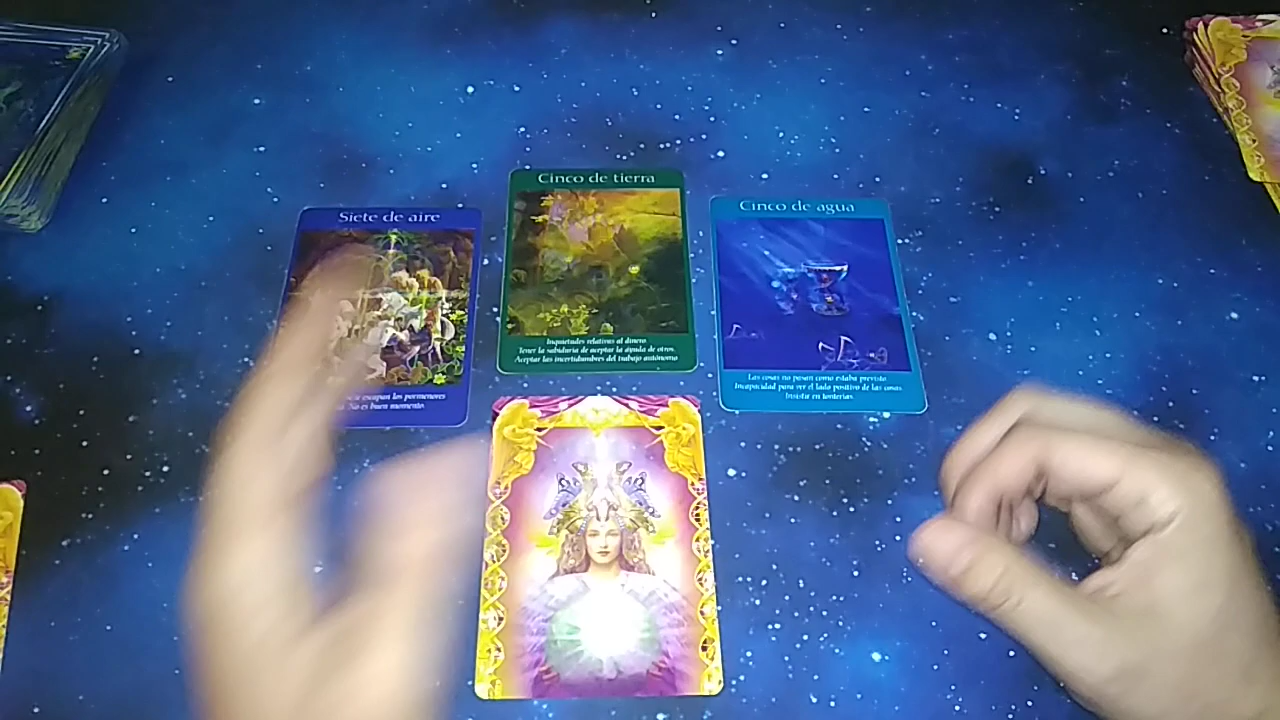 Siete de aire
escapan los pormenores
No es buen momento
Cinco de tierra
Inquietudes relativas al dinero
Tener la sabiduría de aceptar la ayuda de otros
Aceptar las incertidumbres del trabajo autónomo
Cinco de agua
Las cosas no pasan como estaba previsto
Incapacidad para ver el lado positivo de las cosas
Insistir en tonterías